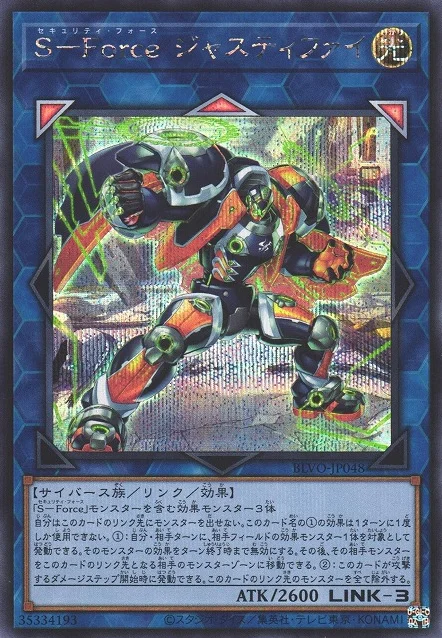 セキュリティ・フォース
S-Force ジャスティファイ
光
BLVO-JP048
【サイバース族／リンク／効果】
「S-Force」モンスターを含む効果モンスター３体
自分はこのカードのリンク先にモンスターを出せない。このカード名の①の効果は1ターンに1度
しか使用できない。①：自分・相手ターンに、相手フィールドの効果モンスター1体を対象として
発動できる。そのモンスターの効果をターン終了時まで無効にする。その後、その相手モンスター
をこのカードのリンク先となる相手のモンスターゾーンに移動できる。②：このカードが攻撃
するダメージステップ開始時に発動できる。このカードのリンク先のモンスターを全て除外する。
ATK/2600 LINK-3
35334193
©スタジオ・ダイス/集英社・テレビ東京・KONAMI